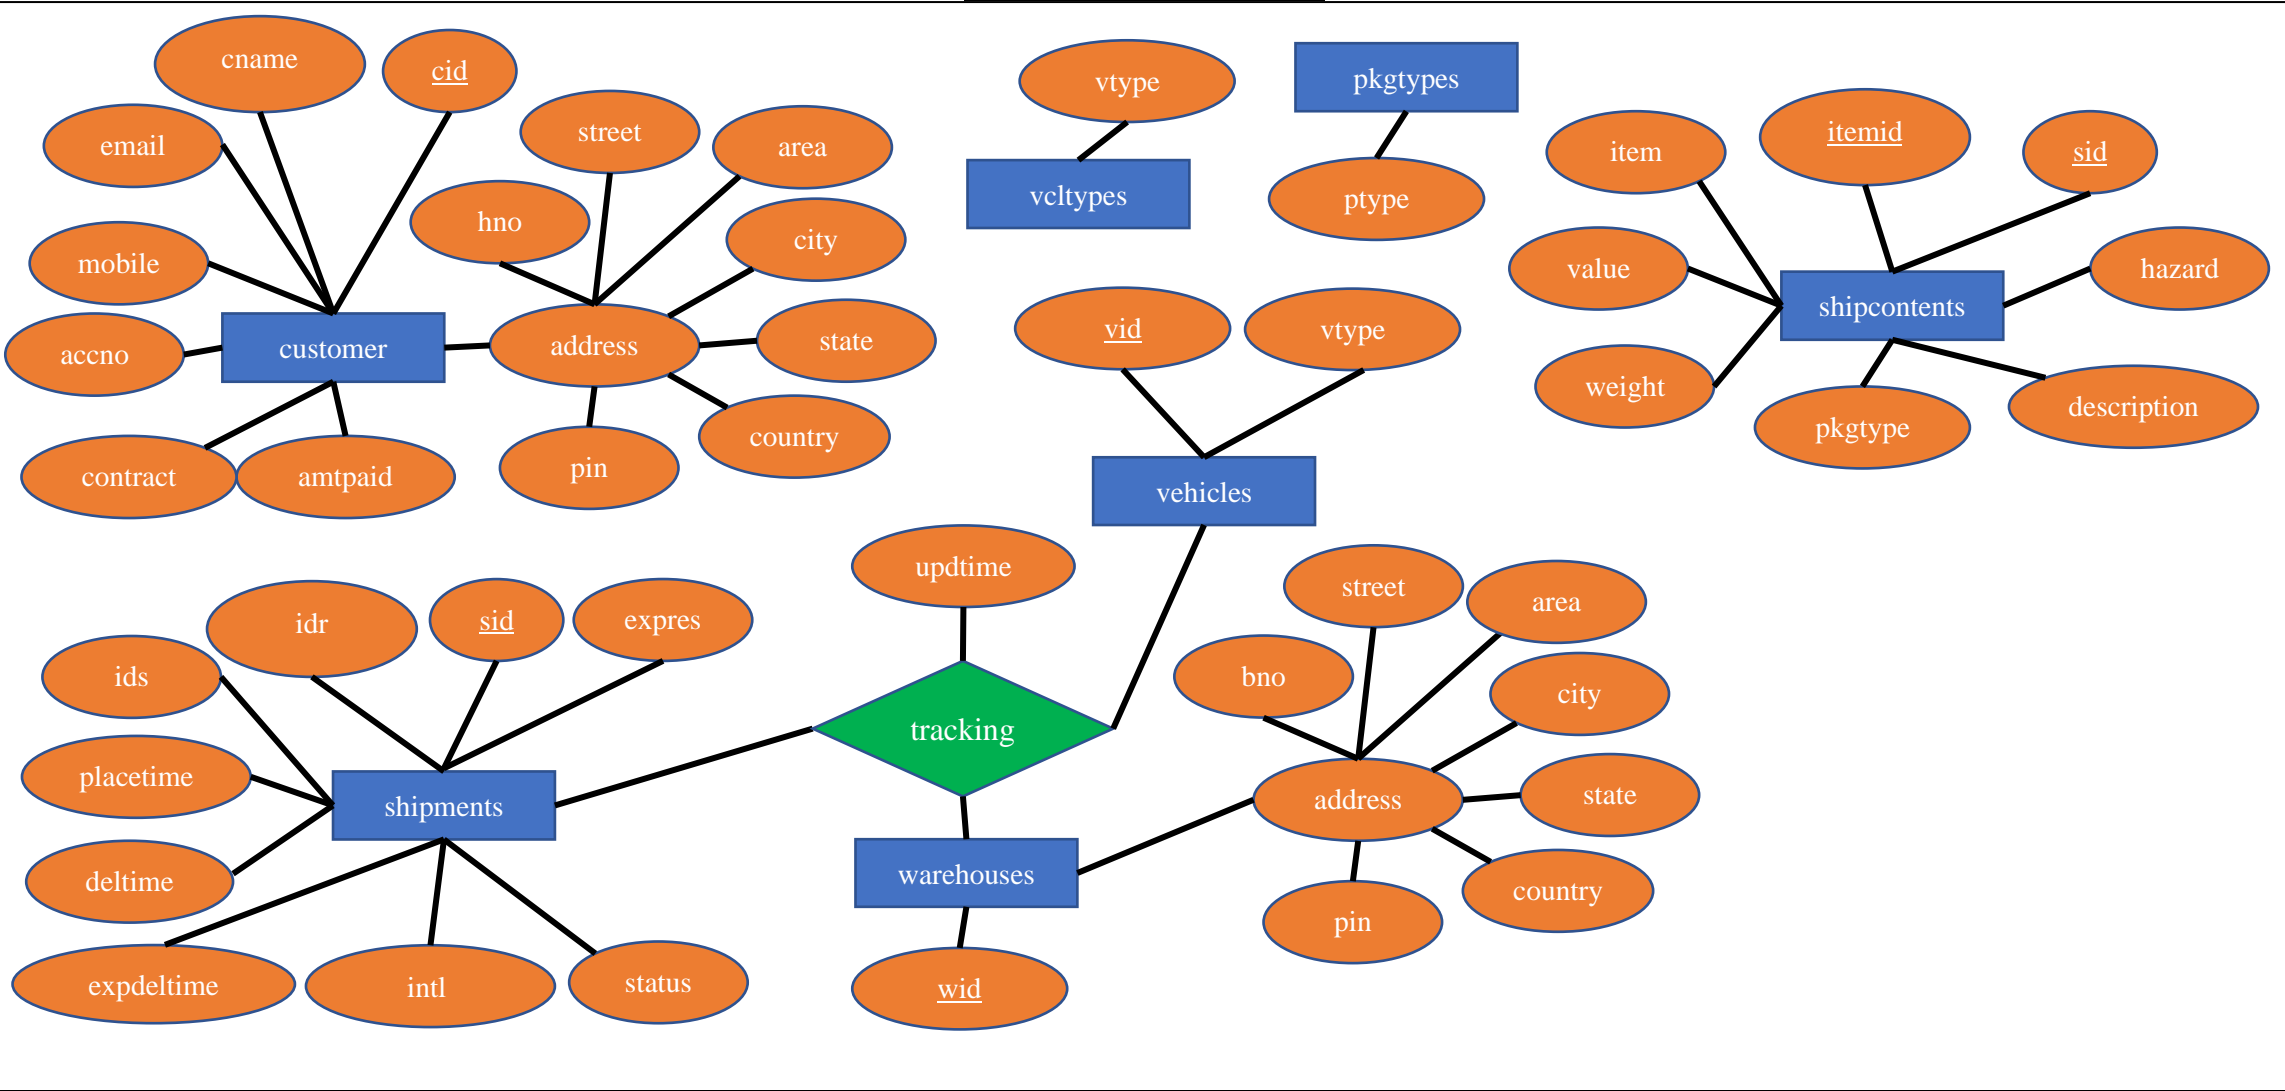 cname
cid
email
street
area
hno
city
mobile
accno
customer
address
state
contract
amtpaid
pin
country
vtype
pkgtypes
vcltypes
ptype
vid
vtype
vehicles
item
itemid
sid
value
hazard
shipcontents
weight
pkgtype
description
idr
sid
expres
ids
placetime
shipments
deltime
expdeltime
intl
status
updtime
tracking
warehouses
wid
street
area
bno
city
address
state
country
pin